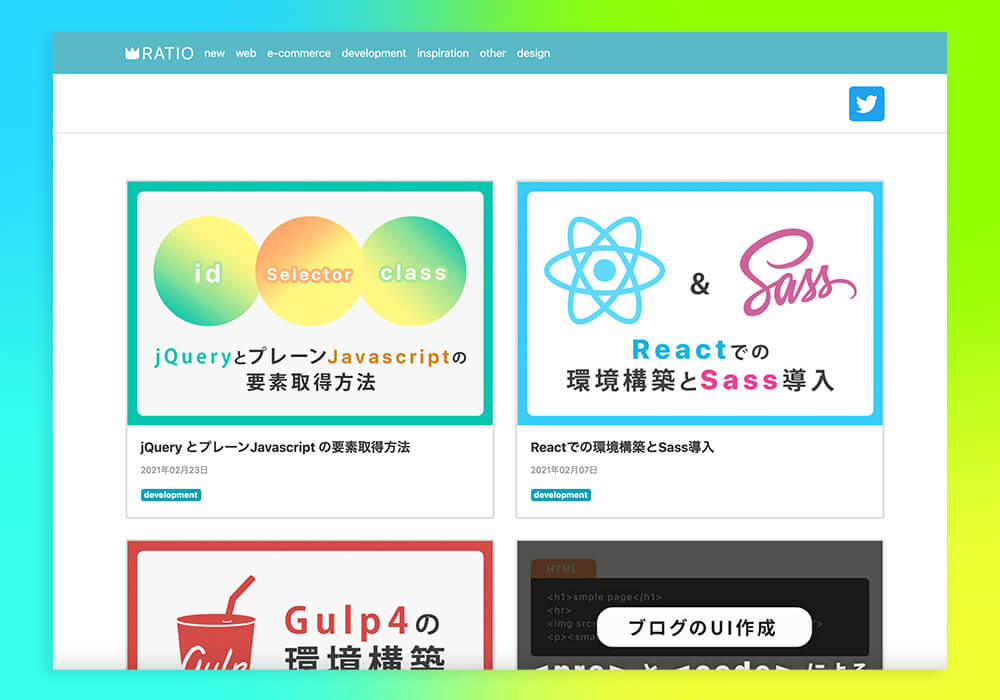 RATIO new web e-commerce development inspiration other design
id Selector class
jQueryとプレーンJavascriptの
要素取得方法
jQuery とプレーンJavascript の要素取得方法
2021年02月23日
development
& Sass
Reactでの
環境構築とSass導入
Reactでの環境構築とSass導入
2021年02月07日
development
Gulp
Gulp4の
環境構築
HTML
<h1>smple page</h1>
<hr>
<img src
<p><sma
ブログのUI作成
<pre> と <code> による